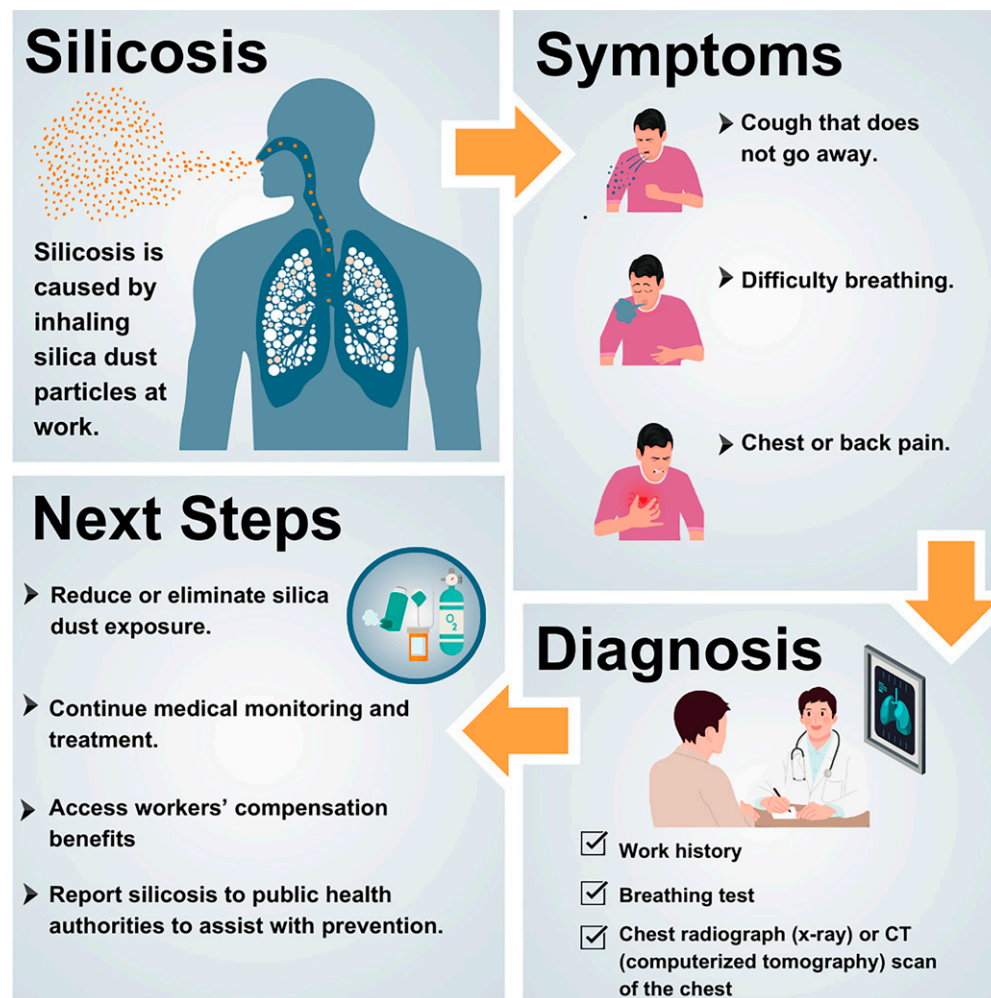 Silicosis
Silicosis is
caused by
inhaling
silica dust
particles at
work.
Symptoms
Cough that does
not go away.
Difficulty breathing.
Chest or back pain.
Diagnosis
Work history
Breathing test
Chest radiograph (x-ray) or CT
(computerized tomography) scan
of the chest
Next Steps
O2
Reduce or eliminate silica
dust exposure.
Continue medical monitoring and
treatment.
Access workers’ compensation
benefits
Report silicosis to public health
authorities to assist with prevention.